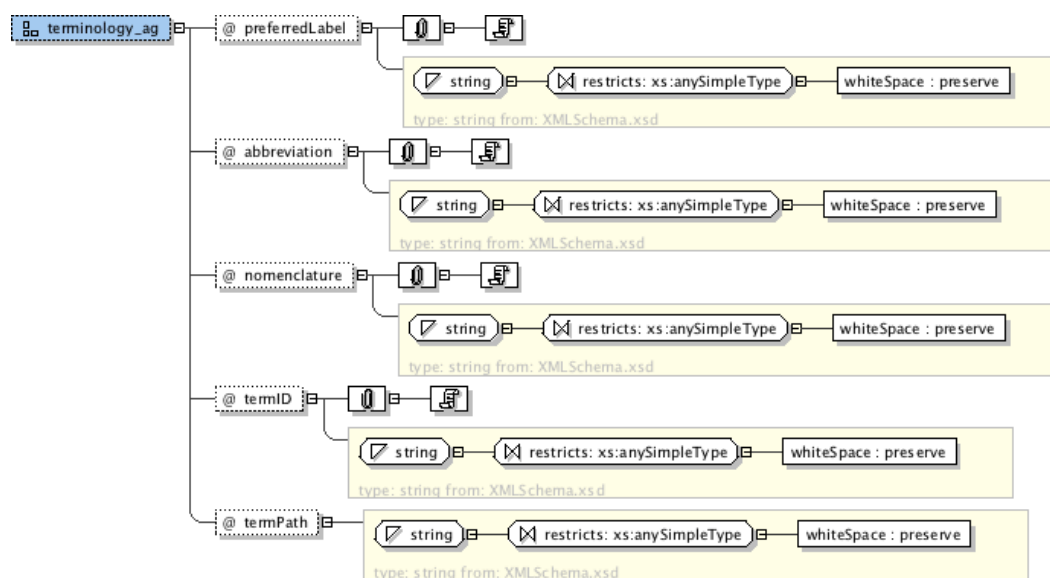 terminology_ag
@ preferredLabel
string restricts: xs:anySimpleType whiteSpace : preserve
type: string from: XMLSchema.xsd
@ abbreviation
string restricts: xs:anySimpleType whiteSpace : preserve
type: string from: XMLSchema.xsd
@ nomenclature
string restricts: xs:anySimpleType whiteSpace : preserve
type: string from: XMLSchema.xsd
@ termID
string restricts: xs:anySimpleType whiteSpace : preserve
type: string from: XMLSchema.xsd
@ termPath
string restricts: xs:anySimpleType whiteSpace : preserve
type: string from: XMLSchema.xsd